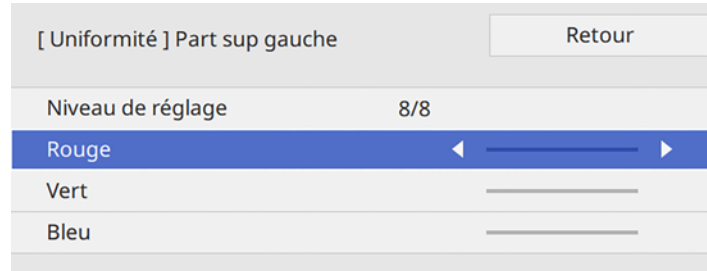 [ Uniformité ] Part sup gauche
Retour
Niveau de réglage 8/8
Rouge
Vert
Bleu